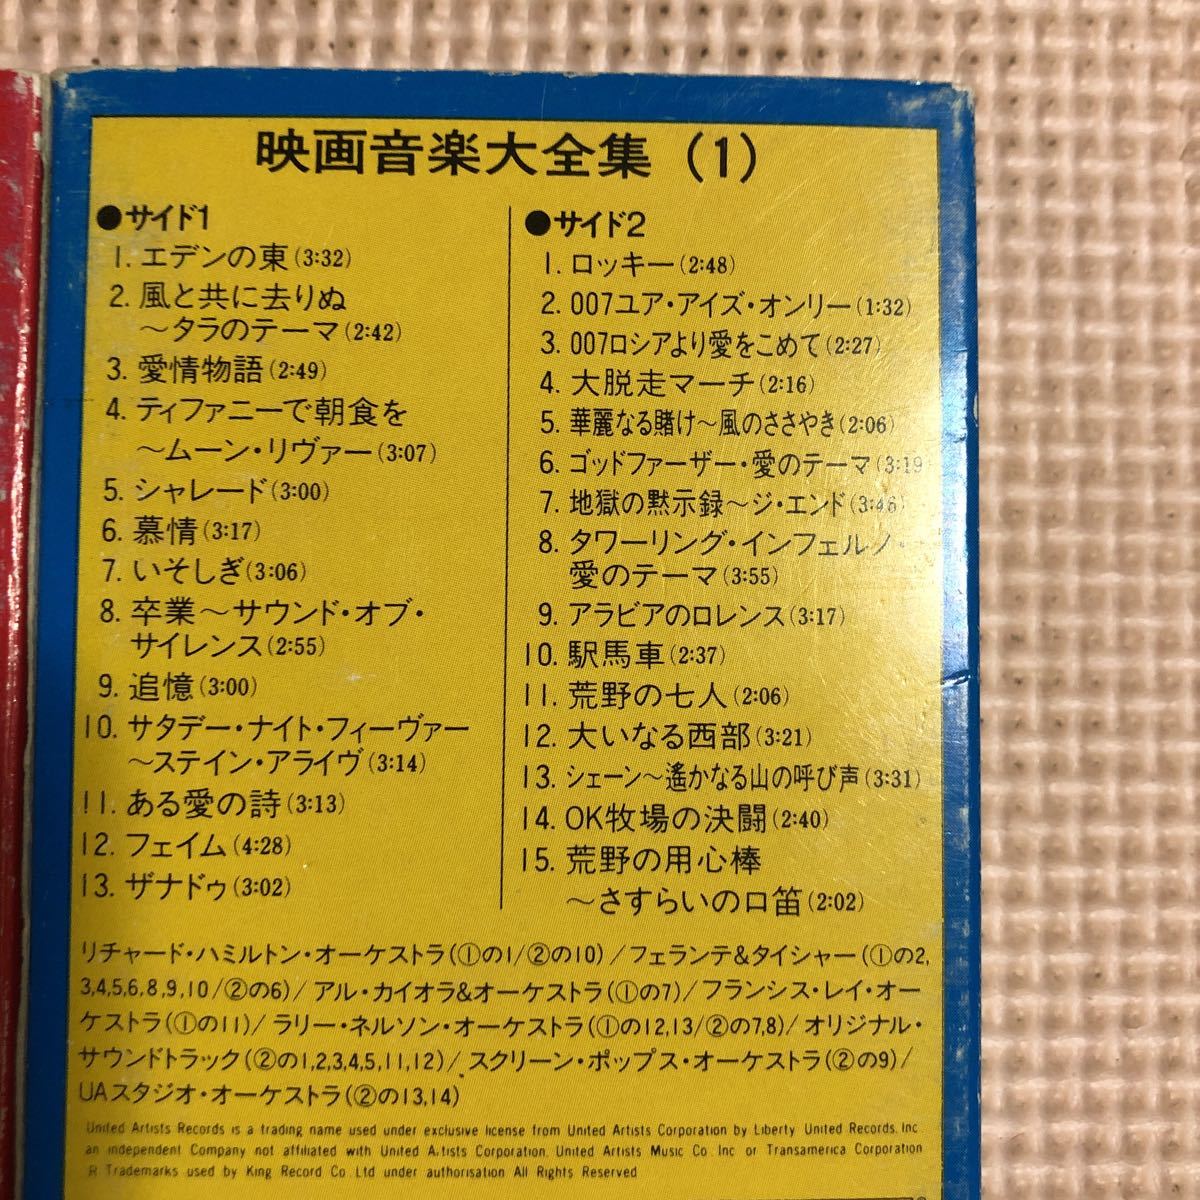 映画音楽大全集(1)
●サイド1
1. エデンの東(3:32)
2. 風と共に去りぬ
〜タラのテーマ(2:42)
3. 愛情物語(2:49)
4. ティファニーで朝食を
〜ムーン・リヴァー(3:07)
5. シャレード(3:00)
6. 慕情(3:17)
7. いそしぎ(3:06)
8. 卒業〜サウンド・オブ・
サイレンス(2:55)
9. 追憶(3:00)
10. サタデー・ナイト・フィーヴァー
〜ステイン・アライヴ(3:14)
11. ある愛の詩(3:13)
12. フェイム(4:28)
13. ザナドゥ(3:02)
●サイド2
1. ロッキー(2:48)
2. 007ユア・アイズ・オンリー(1:32)
3. 007ロシアより愛をこめて(2:27)
4. 大脱走マーチ(2:16)
5. 華麗なる賭け〜風のささやき(2:06)
6. ゴッドファーザー・愛のテーマ(3:19
7. 地獄の黙示録〜ジ・エンド(3:46)
8. タワーリング・インフェルノ・
愛のテーマ(3:55)
9. アラビアのロレンス(3:17)
10. 駅馬車(2:37)
11. 荒野の七人(2:06)
12. 大いなる西部(3:21)
13. シェーン〜遙かなる山の呼び声(3:31)
14. OK牧場の決闘(2:40)
15. 荒野の用心棒
〜さすらいの口笛(2:02)
リチャード・ハミルトン・オーケストラ(①の1/②の10)/フェランテ&タイシャー(①の2,
3,4,5,6,8,9,10/②の6)/アル・カイオラ&オーケストラ(①の7)/フランシス・レイ・オー
ケストラ(①の11)/ラリー・ネルソン・オーケストラ(①の12,13/②の7,8)/オリジナル・
サウンドトラック(②の1,2,3,4,5,11,12)/スクリーン・ポップス・オーケストラ(②の9)/
UAスタジオ・オーケストラ(②の13,14)
United Artists Records is a trading name used under exclusive license from United Artists Corporation by Liberty United Records, Inc
an independent Company not affiliated with United Artists Corporation. United Artists Music Co Inc or Transamerica Corporation
R Trademarks used by King Record Co Ltd under authorisation All Rights Reserved